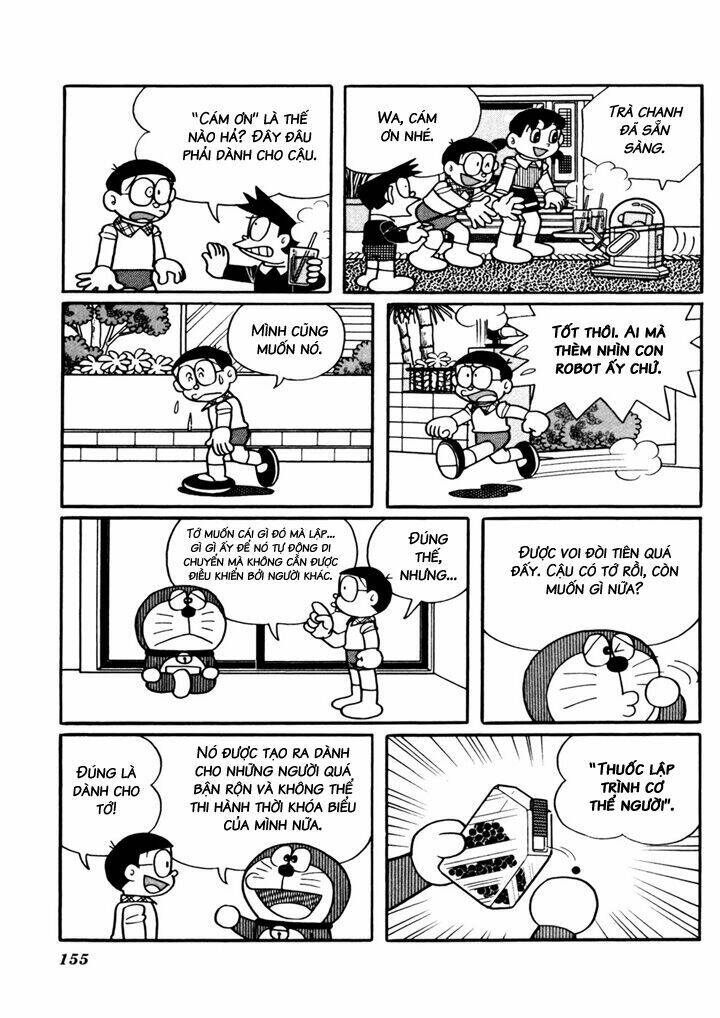 TRÀ CHANH
ĐÃ SẴN
SÀNG.
WA, CÁM
ƠN NHÉ.
“CÁM ƠN” LÀ THẾ
NÀO HẢ? ĐÂY ĐÂU
PHẢI DÀNH CHO CẬU.
TỐT THÔI. AI MÀ
THÈM NHÌN CON
ROBOT ẤY CHỨ.
MÌNH CŨNG
MUỐN NÓ.
ĐƯỢC VOI ĐÒI TIÊN QUÁ
ĐẤY. CẬU CÓ TỚ RỒI, CÒN
MUỐN GÌ NỮA?
ĐÚNG
THẾ,
NHƯNG...
TỚ MUỐN CÁI GÌ ĐÓ MÀ LẬP...
GÌ GÌ ẤY ĐỂ NÓ TỰ ĐỘNG DI
CHUYỂN MÀ KHÔNG CẦN ĐƯỢC
ĐIỀU KHIỂN BỞI NGƯỜI KHÁC.
“THUỐC LẬP
TRÌNH CƠ
THỂ NGƯỜI”.
NÓ ĐƯỢC TẠO RA DÀNH
CHO NHỮNG NGƯỜI QUÁ
BẬN RỘN VÀ KHÔNG THỂ
THI HÀNH THỜI KHÓA BIỂU
CỦA MÌNH NỮA.
ĐÚNG LÀ
DÀNH CHO
TỚ!
155